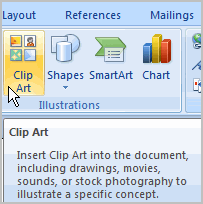 Layout References Mailings
Clip Art Shapes SmartArt Chart
Illustrations
Clip Art
Insert Clip Art into the document,
including drawings, movies,
sounds, or stock photography to
illustrate a specific concept.